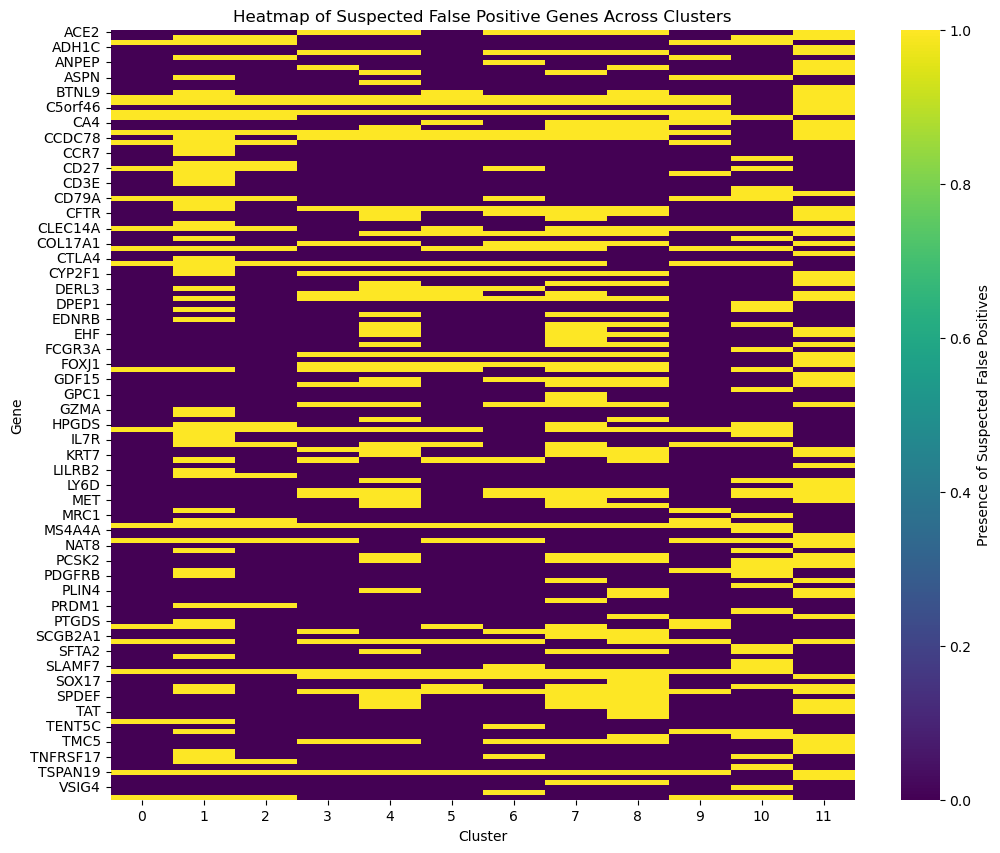 Heatmap of Suspected False Positive Genes Across Clusters
Gene
ACE2
ADH1C
ANPEP
ASPN
BTNL9
C5orf46
CA4
CCDC78
CCR7
CD27
CD3E
CD79A
CFTR
CLEC14A
COL17A1
CTLA4
CYP2F1
DERL3
DPEP1
EDNRB
EHF
FCGR3A
FOXJ1
GDF15
GPC1
GZMA
HPGDS
IL7R
KRT7
LILRB2
LY6D
MET
MRC1
MS4A4A
NAT8
PCSK2
PDGFRB
PLIN4
PRDM1
PTGDS
SCGB2A1
SFTA2
SLAMF7
SOX17
SPDEF
TAT
TENT5C
TMC5
TNFRSF17
TSPAN19
VSIG4
0 1 2 3 4 5 6 7 8 9 10 11
Cluster
1.0
0.8
0.6
0.4
0.2
0.0
Presence of Suspected False Positives